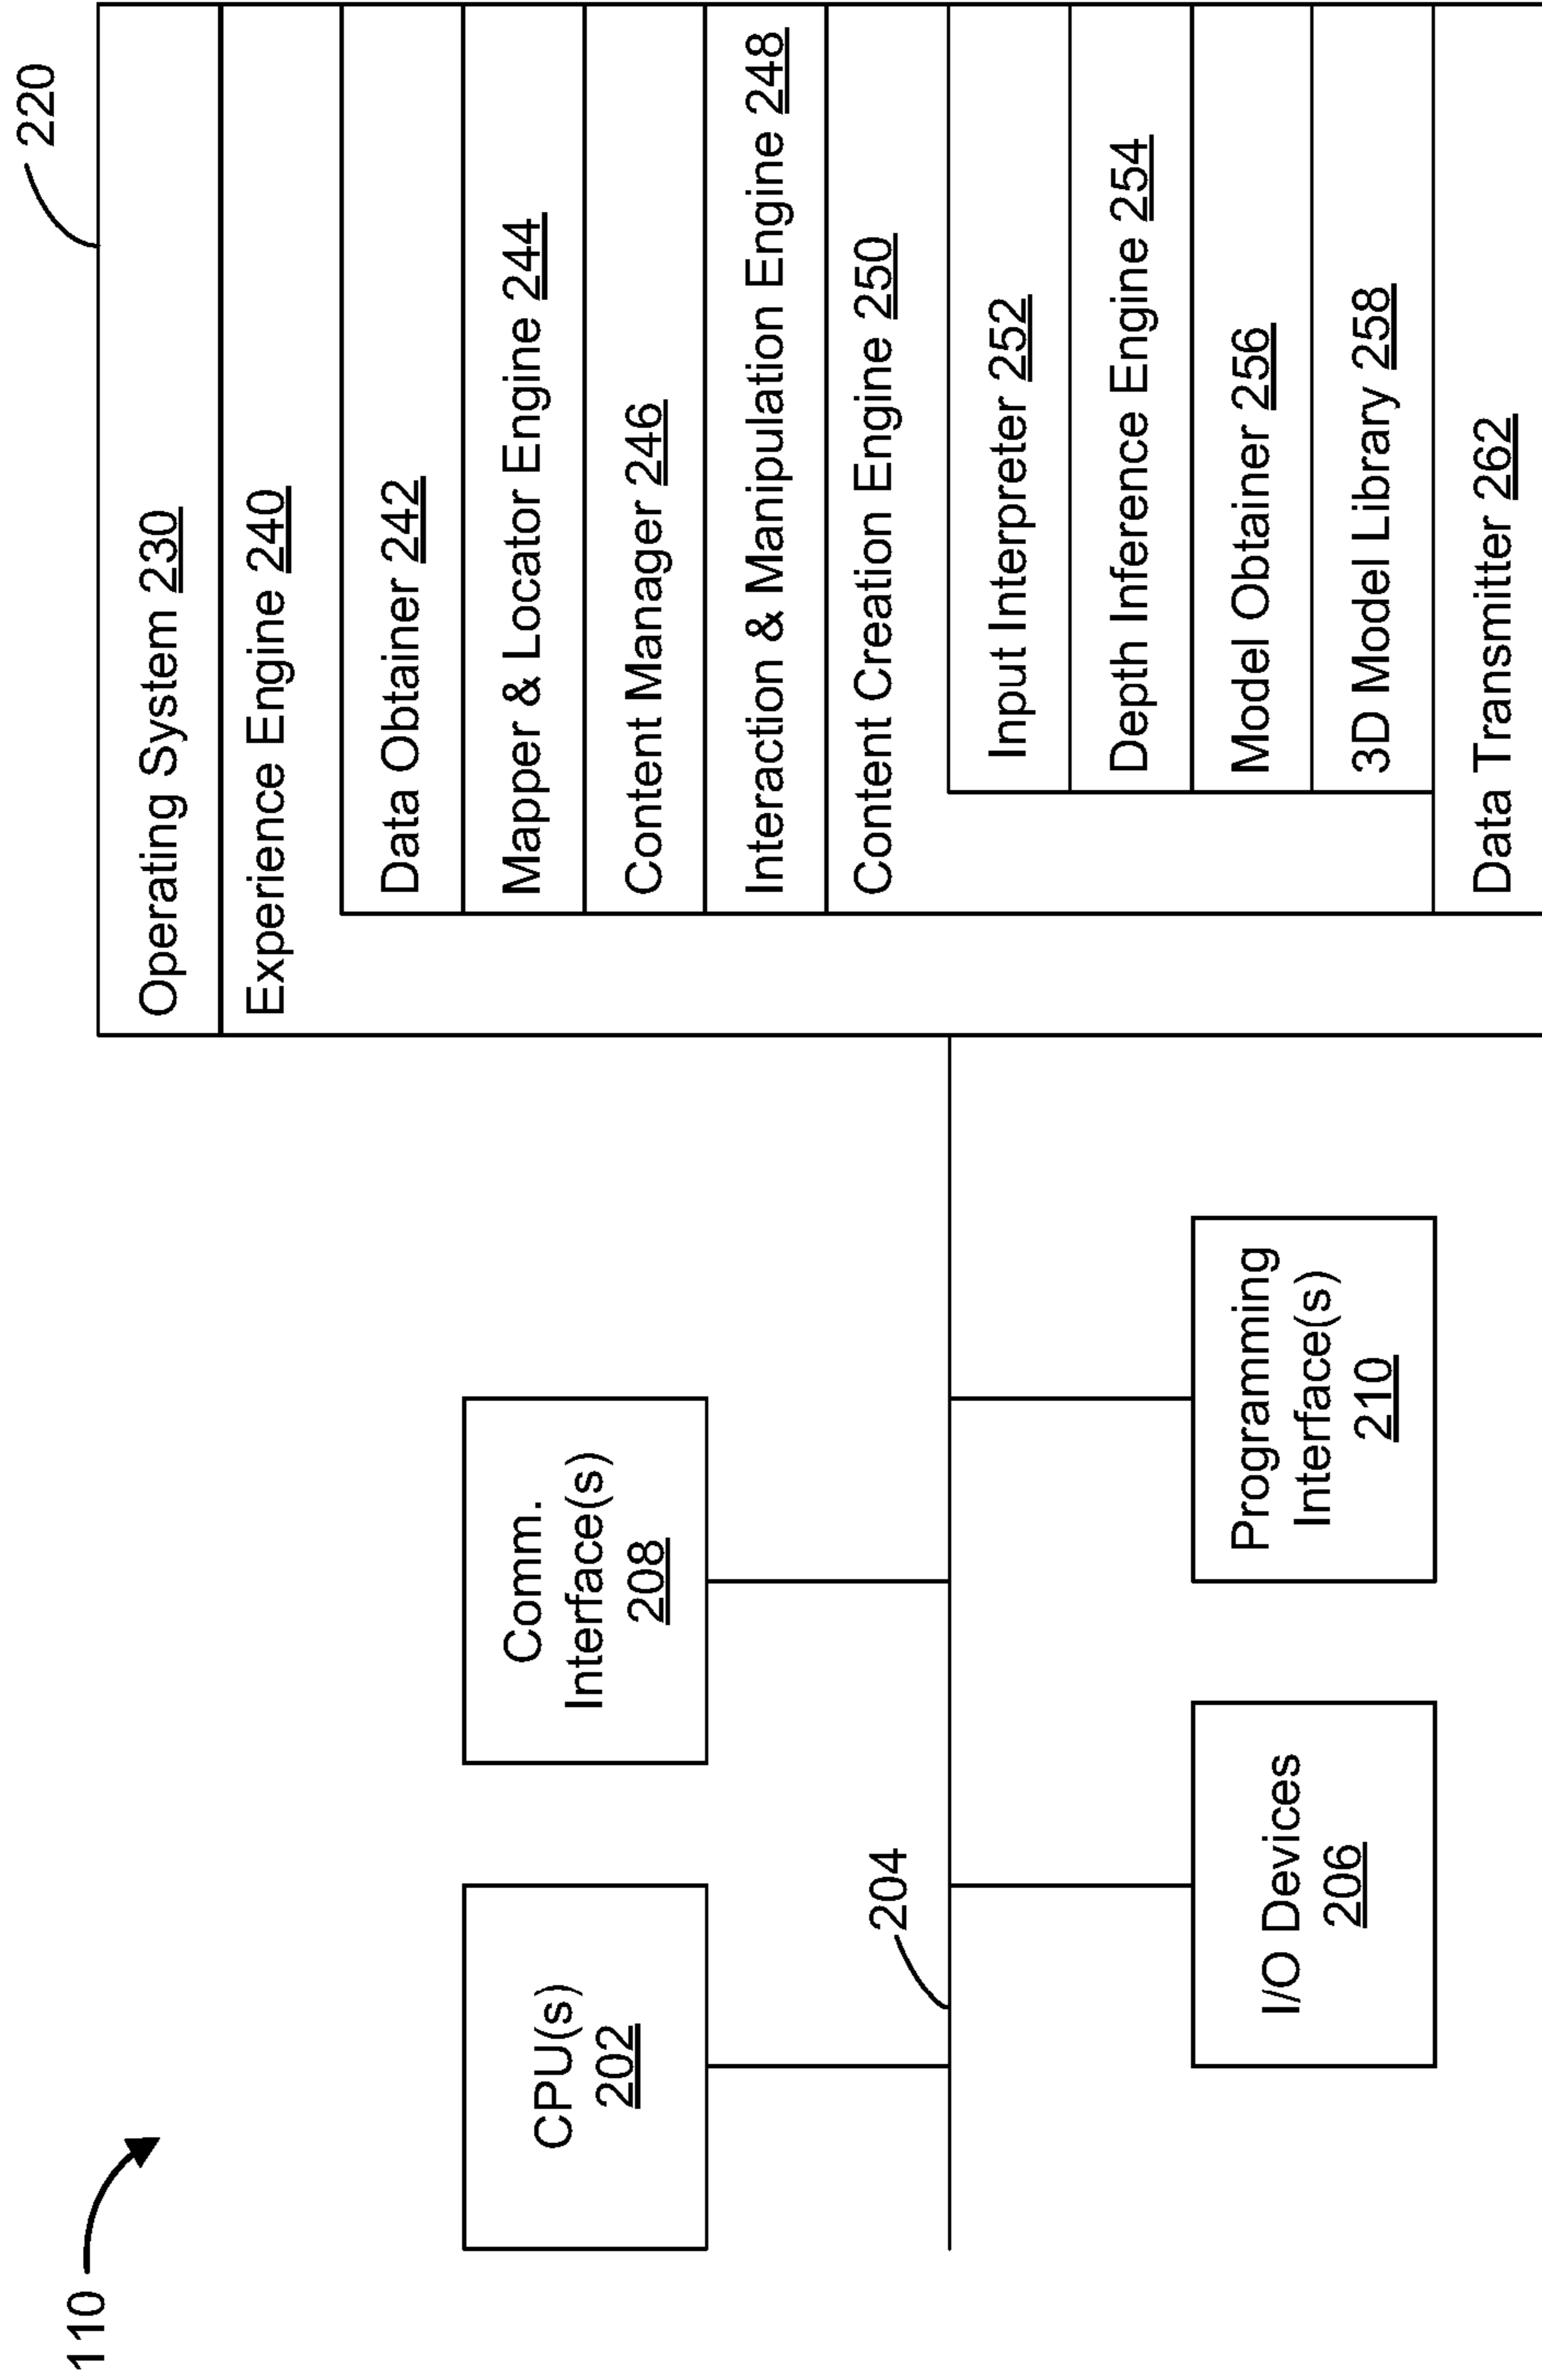 110
220
CPU(s)
202
Comm.
Interface(s)
208
204
I/O Devices
206
Programming
Interface(s)
210
Operating System 230
Experience Engine 240
Data Obtainer 242
Mapper & Locator Engine 244
Content Manager 246
Interaction & Manipulation Engine 248
Content Creation Engine 250
Input Interpreter 252
Depth Inference Engine 254
Model Obtainer 256
3D Model Library 258
Data Transmitter 262